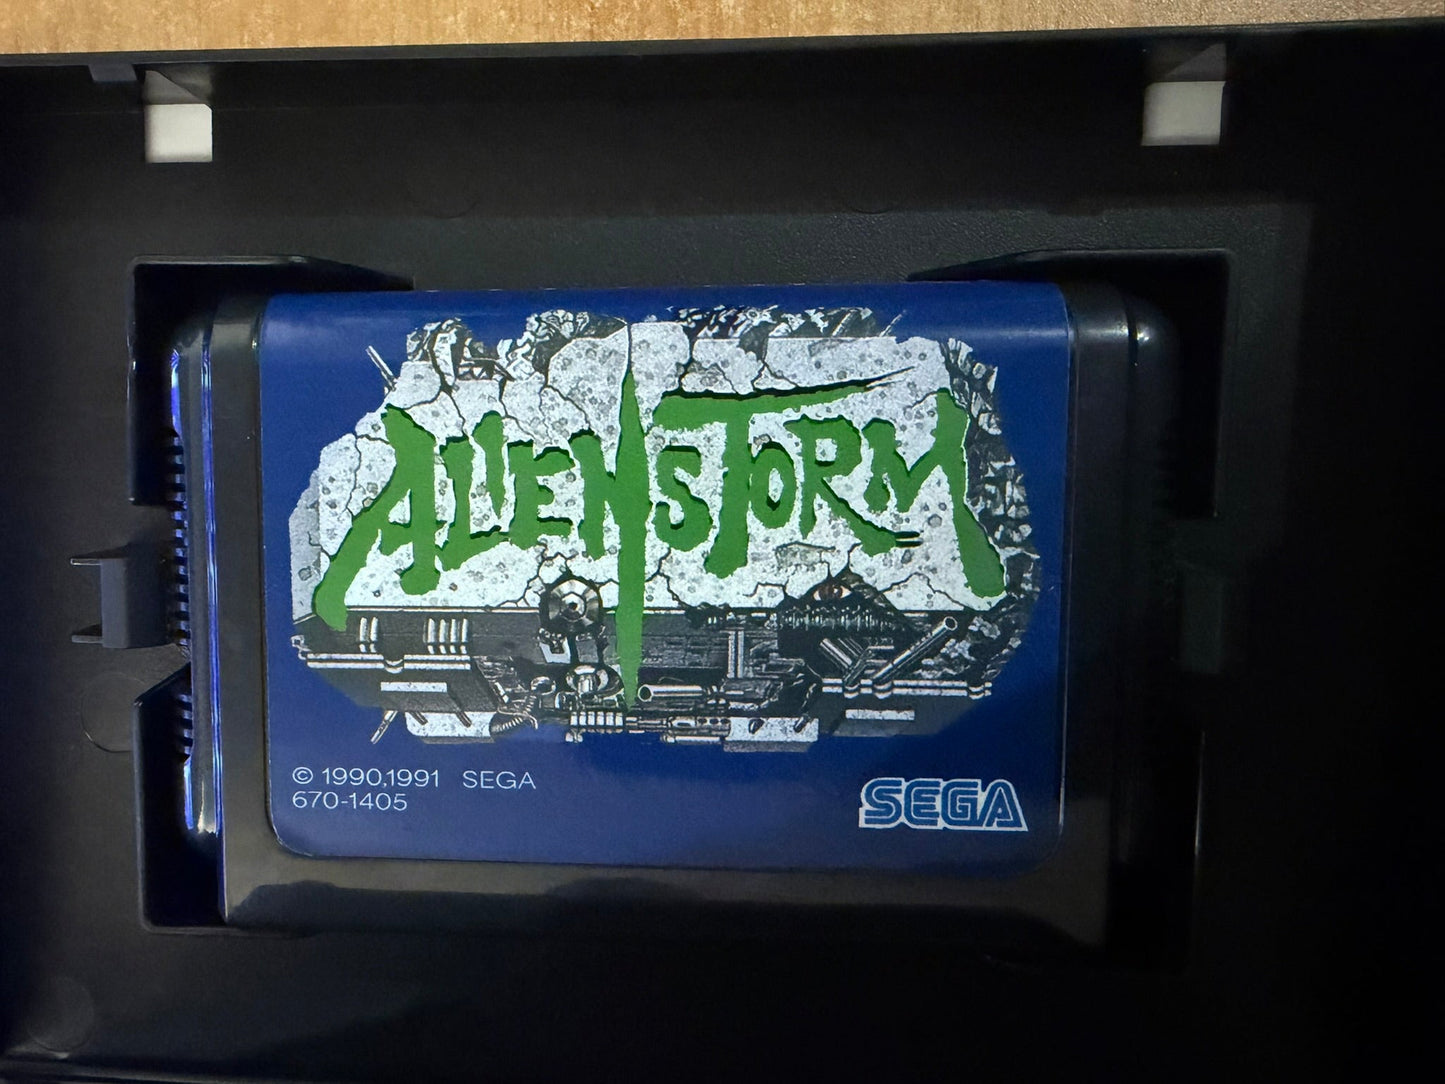 ALIEN STORM
© 1990,1991 SEGA
670-1405
SEGA